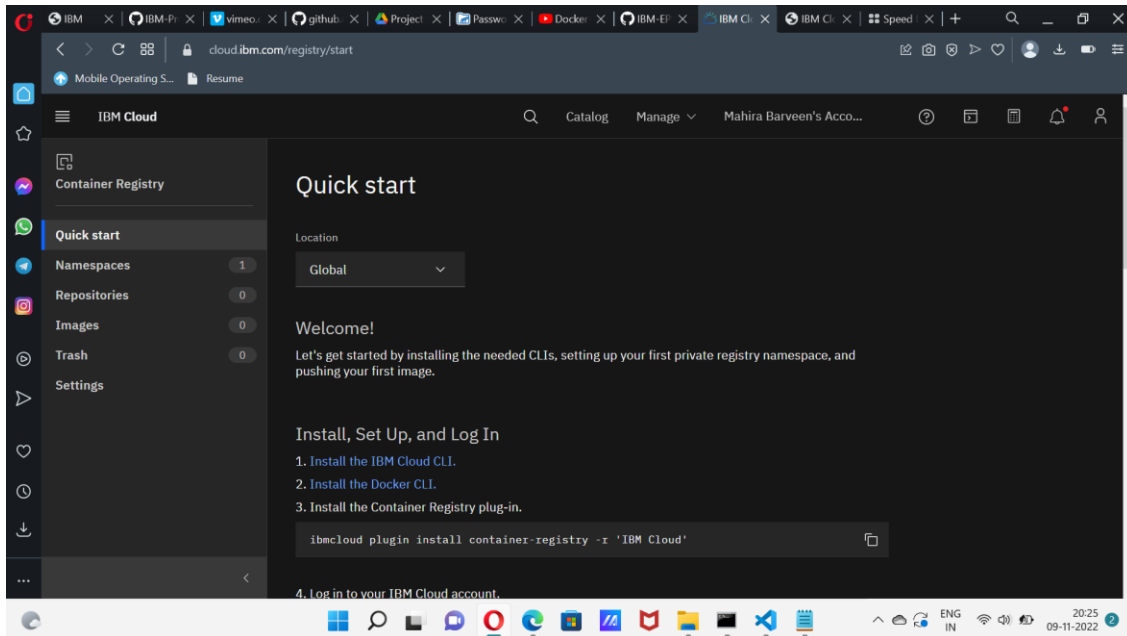 IBM
IBM-Pr
vimeo.c
github.
Project
Passwo
Docker
IBM-EP
IBM Clo
IBM Cl
Speed
cloud.ibm.com/registry/start
Mobile Operating S... Resume
IBM Cloud
Catalog Manage Mahira Barveen's Acco...
Container Registry
Quick start
Namespaces 1
Repositories 0
Images 0
Trash 0
Settings
Quick start
Location
Global
Welcome!
Let's get started by installing the needed CLIs, setting up your first private registry namespace, and
pushing your first image.
Install, Set Up, and Log In
1. Install the IBM Cloud CLI.
2. Install the Docker CLI.
3. Install the Container Registry plug-in.
ibmcloud plugin install container-registry -r 'IBM Cloud'
4. Log in to your IBM Cloud account.
ENG
IN
20:25
09-11-2022
2